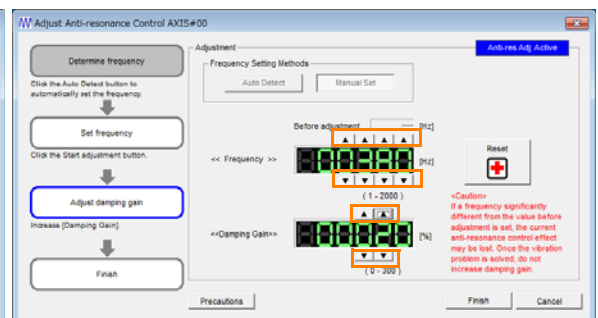 Adjust Anti-resonance Control AXIS#00
Determine frequency
Click the Auto Detect button to
automatically set the frequency.
Set frequency
Click the Start adjustment button.
Adjust damping gain
Increase [Damping Gain].
Finish
Adjustment
Anti-res Adj Active
Frequency Setting Methods
Auto Detect
Manual Set
Before adjustment
--- [Hz]
▲ ▲ ▲ ▲
<< Frequency >>
[Hz]
▼ ▼ ▼ ▼
( 1 - 2000 )
▲ ▲
<<Damping Gain>>
000020
[%]
▼ ▼
( 0 - 300 )
Reset
<Caution>
If a frequency significantly
different from the value before
adjustment is set, the current
anti-resonance control effect
may be lost. Once the vibration
problem is solved, do not
increase damping gain.
Precautions
Finish
Cancel